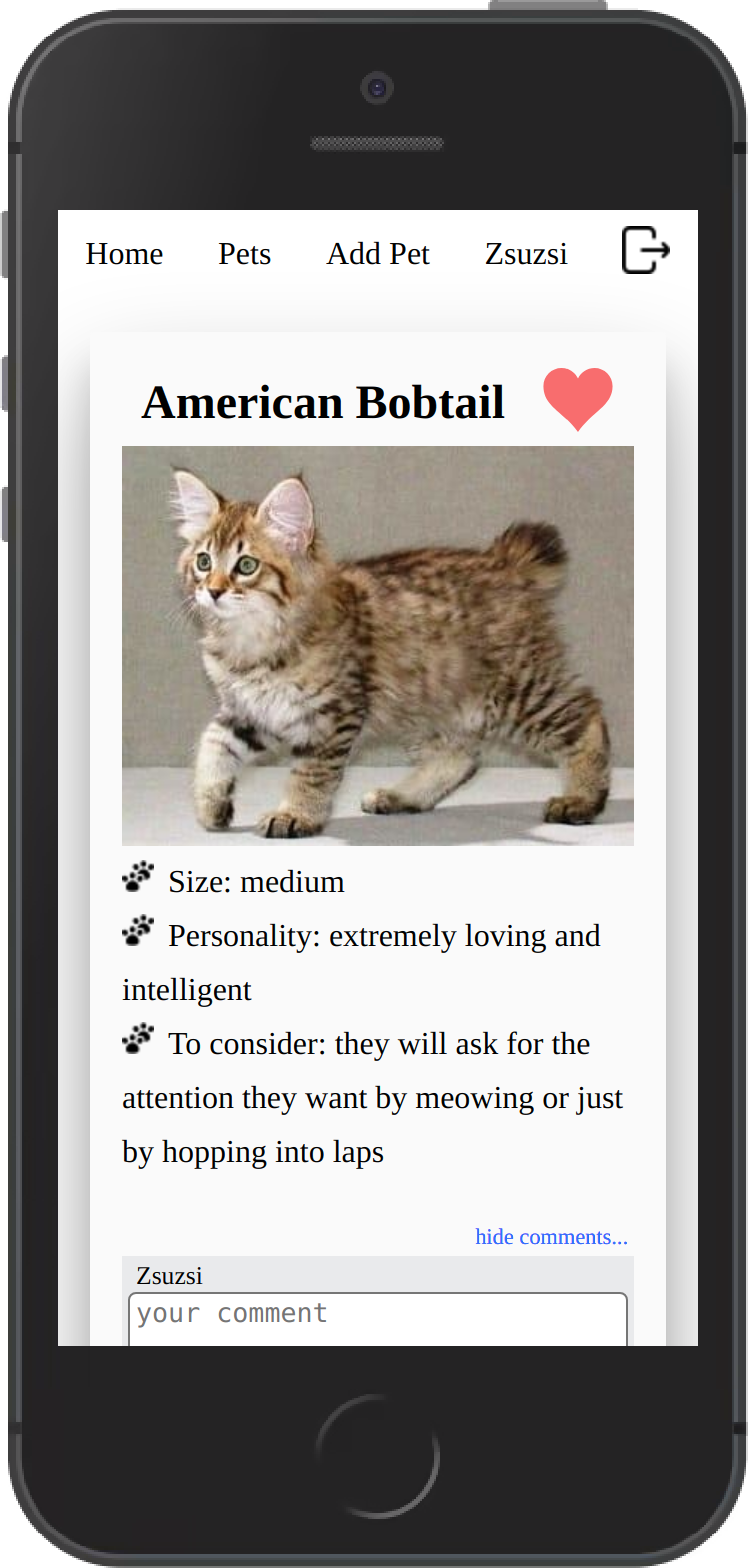 Home Pets Add Pet Zsuzsi
American Bobtail
Size: medium
Personality: extremely loving and
intelligent
To consider: they will ask for the
attention they want by meowing or just
by hopping into laps
hide comments...
Zsuzsi
your comment